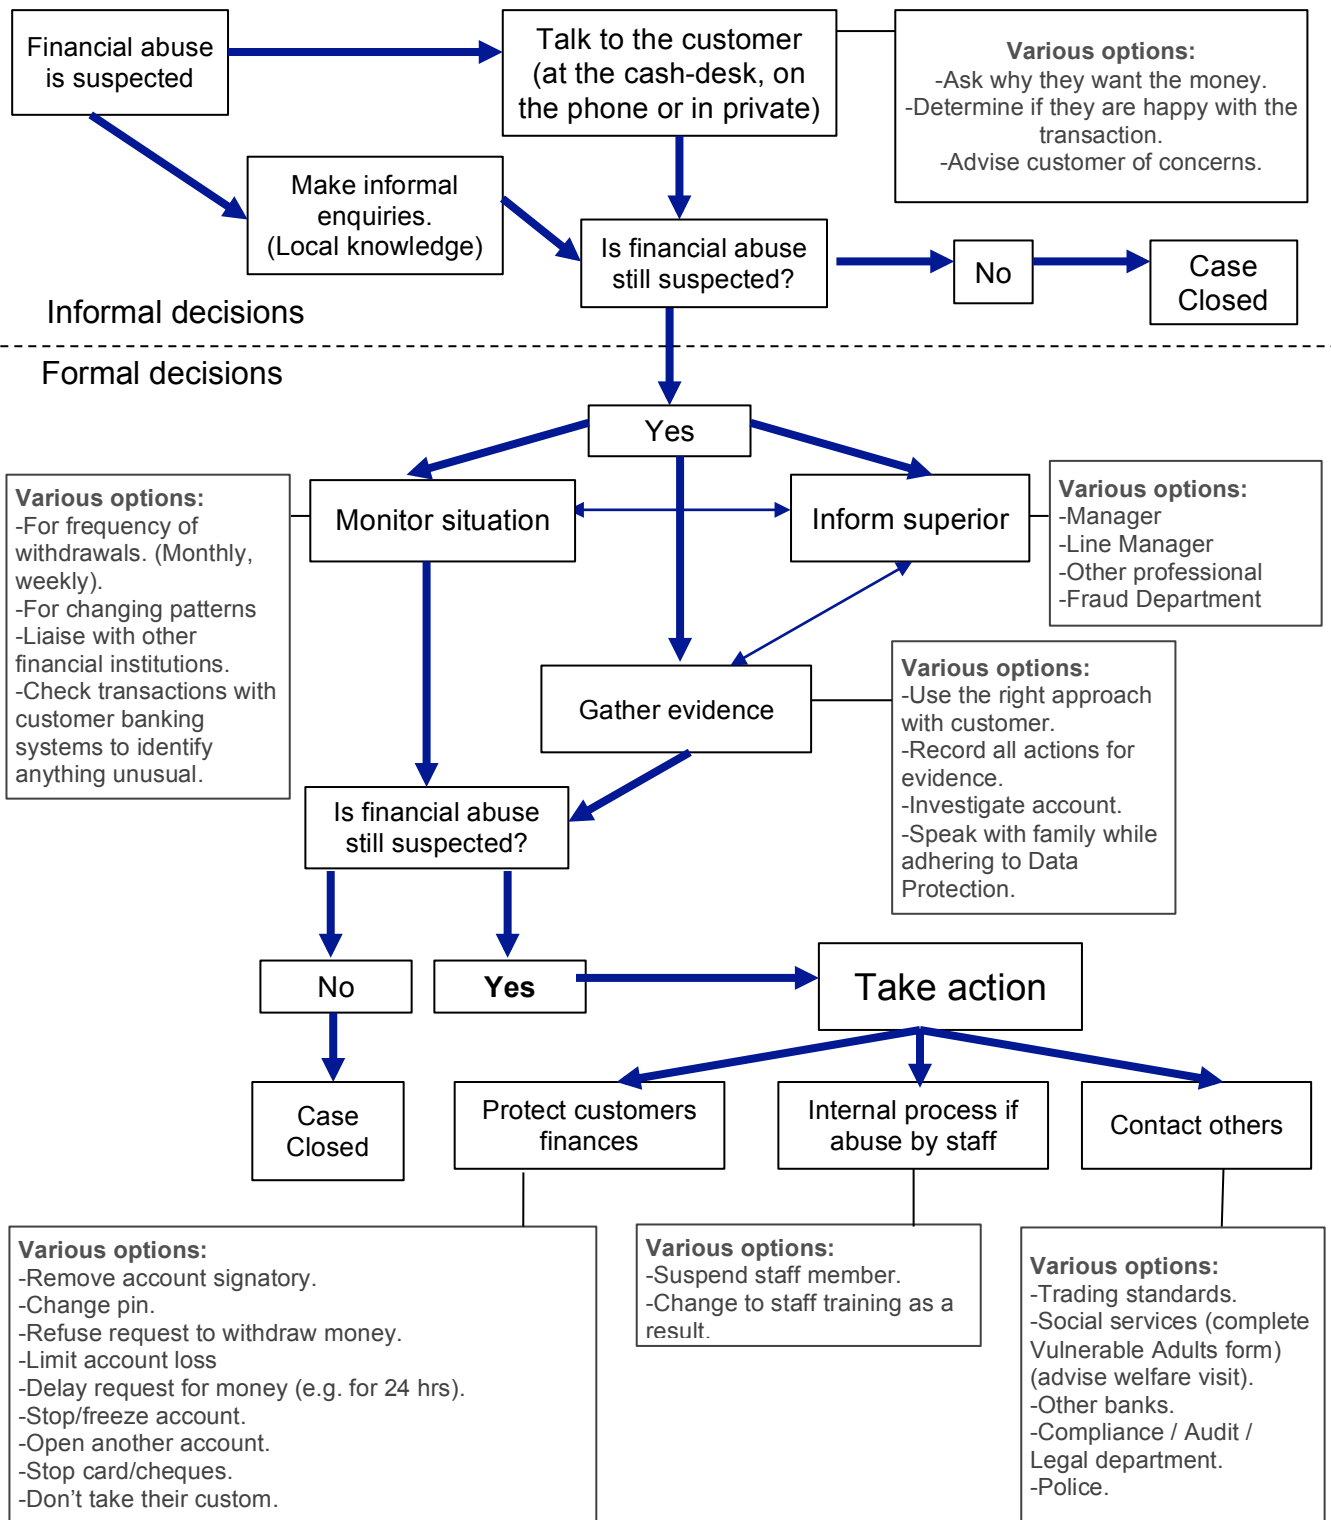 Financial abuse
is suspected
Talk to the customer
(at the cash-desk, on
the phone or in private)
Various options:
-Ask why they want the money.
-Determine if they are happy with the
transaction.
-Advise customer of concerns.
Make informal
enquiries.
(Local knowledge)
Is financial abuse
still suspected?
No
Case
Closed
Informal decisions
Formal decisions
Yes
Various options:
-For frequency of
withdrawals. (Monthly,
weekly).
-For changing patterns
-Liaise with other
financial institutions.
-Check transactions with
customer banking
systems to identify
anything unusual.
Monitor situation
Inform superior
Various options:
-Manager
-Line Manager
-Other professional
-Fraud Department
Gather evidence
Various options:
-Use the right approach
with customer.
-Record all actions for
evidence.
-Investigate account.
-Speak with family while
adhering to Data
Protection.
Is financial abuse
still suspected?
No
Yes
Take action
Case
Closed
Protect customers
finances
Internal process if
abuse by staff
Contact others
Various options:
-Remove account signatory.
-Change pin.
-Refuse request to withdraw money.
-Limit account loss
-Delay request for money (e.g. for 24 hrs).
-Stop/freeze account.
-Open another account.
-Stop card/cheques.
-Don’t take their custom.
Various options:
-Suspend staff member.
-Change to staff training as a
result.
Various options:
-Trading standards.
-Social services (complete
Vulnerable Adults form)
(advise welfare visit).
-Other banks.
-Compliance / Audit /
Legal department.
-Police.